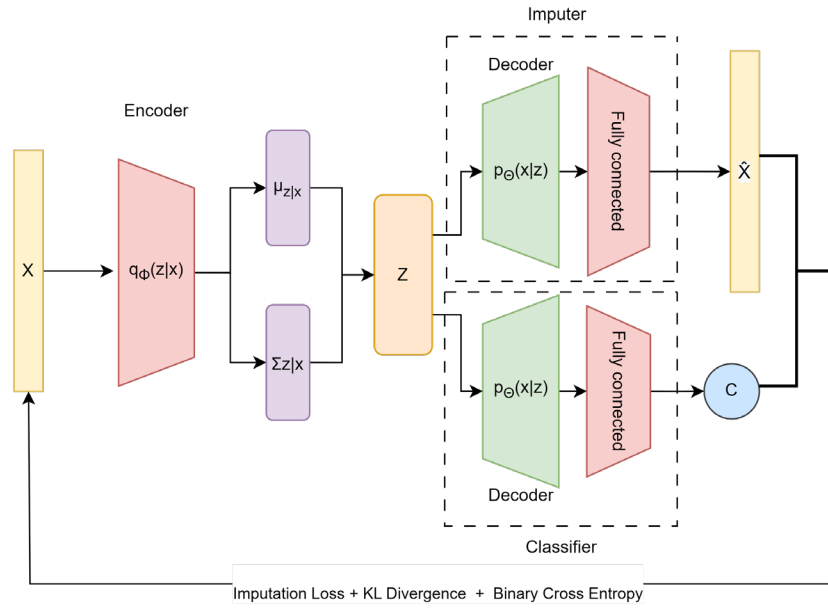 Imputer
Decoder
Encoder
Fully connected
X̂
μz|x
pΘ(x|z)
X
qΦ(z|x)
Z
Fully connected
Σz|x
pΘ(x|z)
C
Decoder
Classifier
Imputation Loss + KL Divergence + Binary Cross Entropy